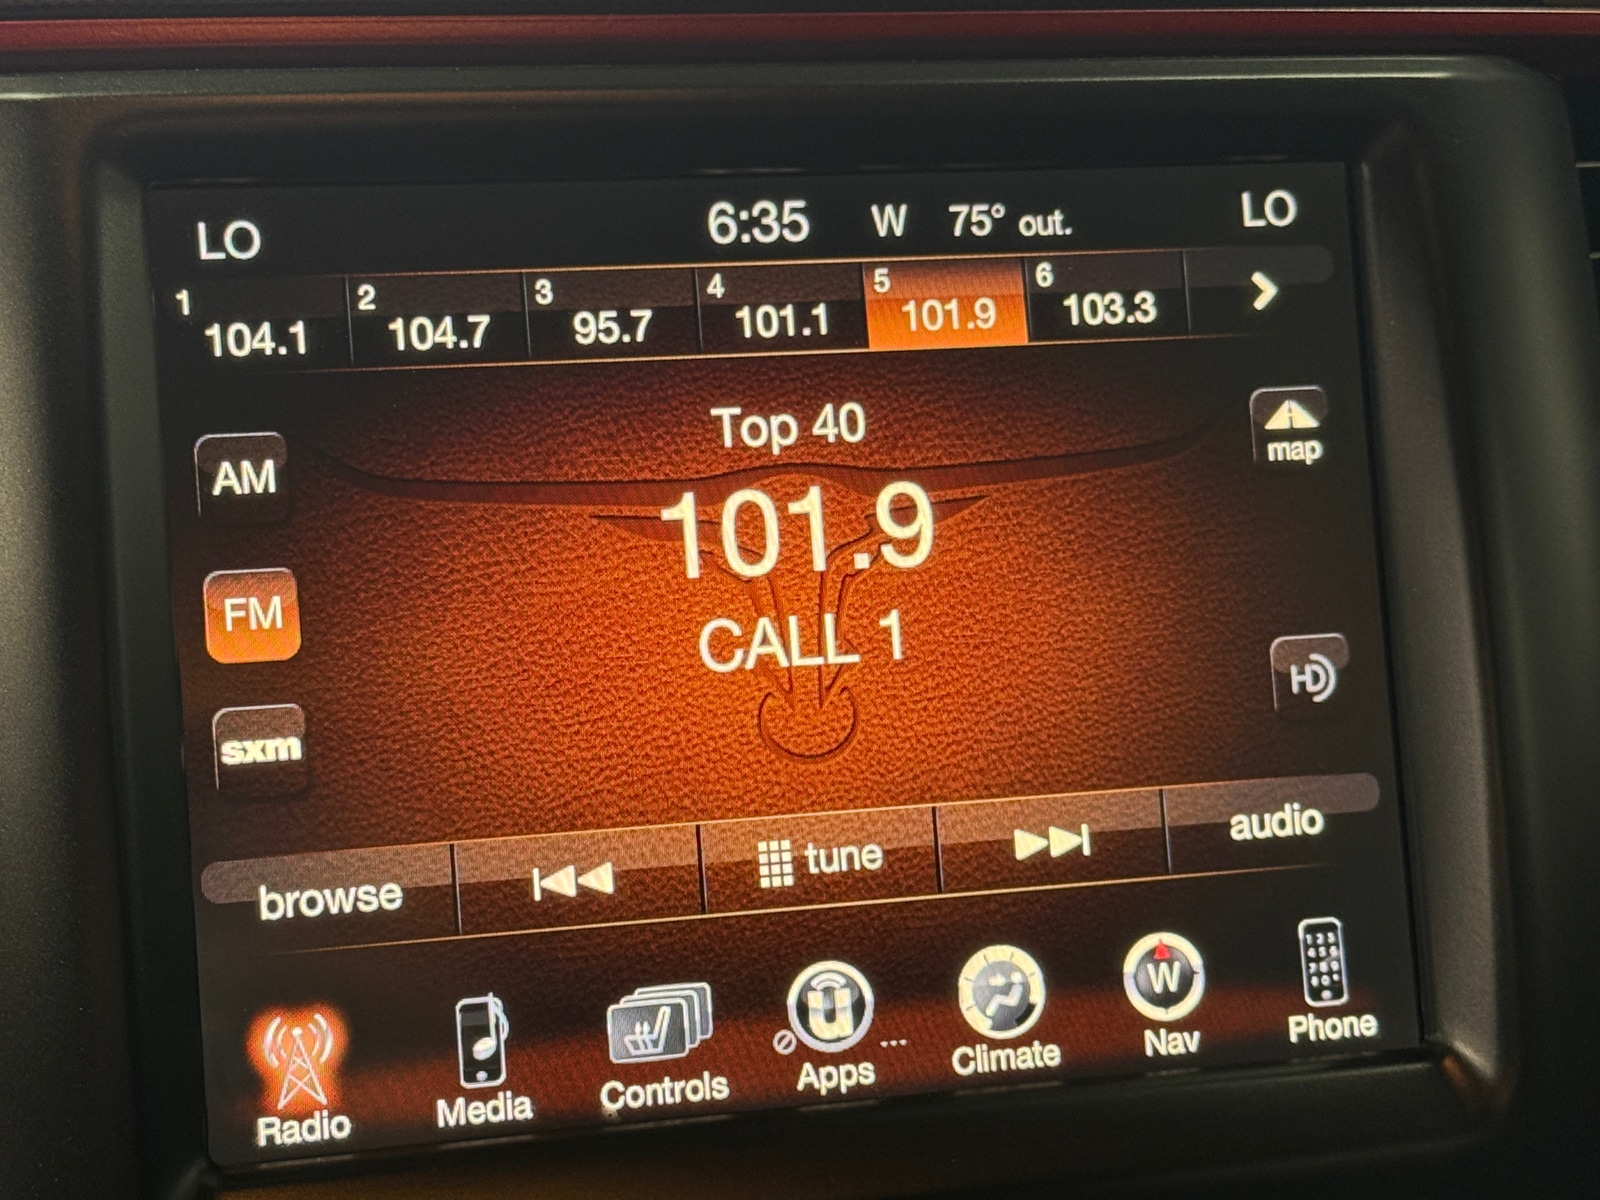 LO 6:35 W 75° out. LO
1 104.1 2 104.7 3 95.7 4 101.1 5 101.9 6 103.3
Top 40
map
AM
101.9
FM
CALL 1
HD
sxm
browse tune audio
Radio Media Controls Apps ... Climate W Nav Phone